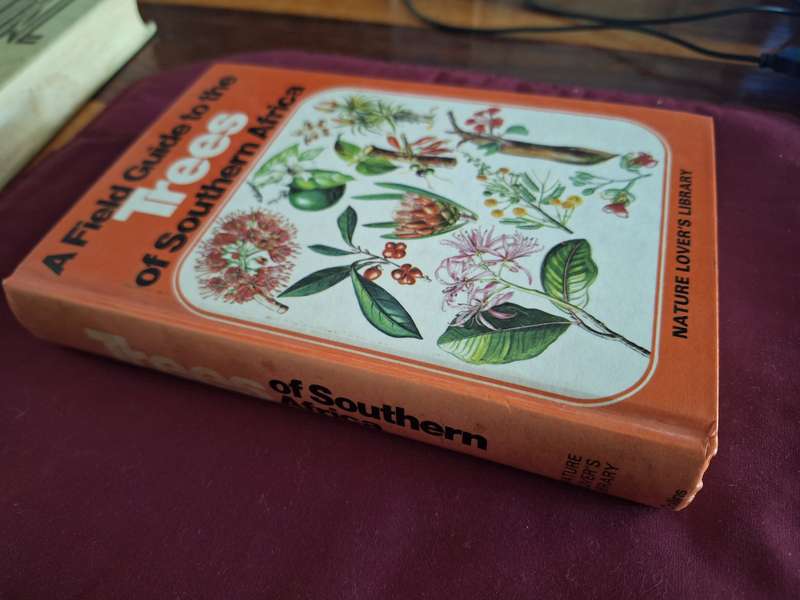 A Field Guide to the
Trees
of Southern Africa
NATURE LOVER'S LIBRARY
Trees
of Southern
Africa
NATURE
LOVER'S
LIBRARY